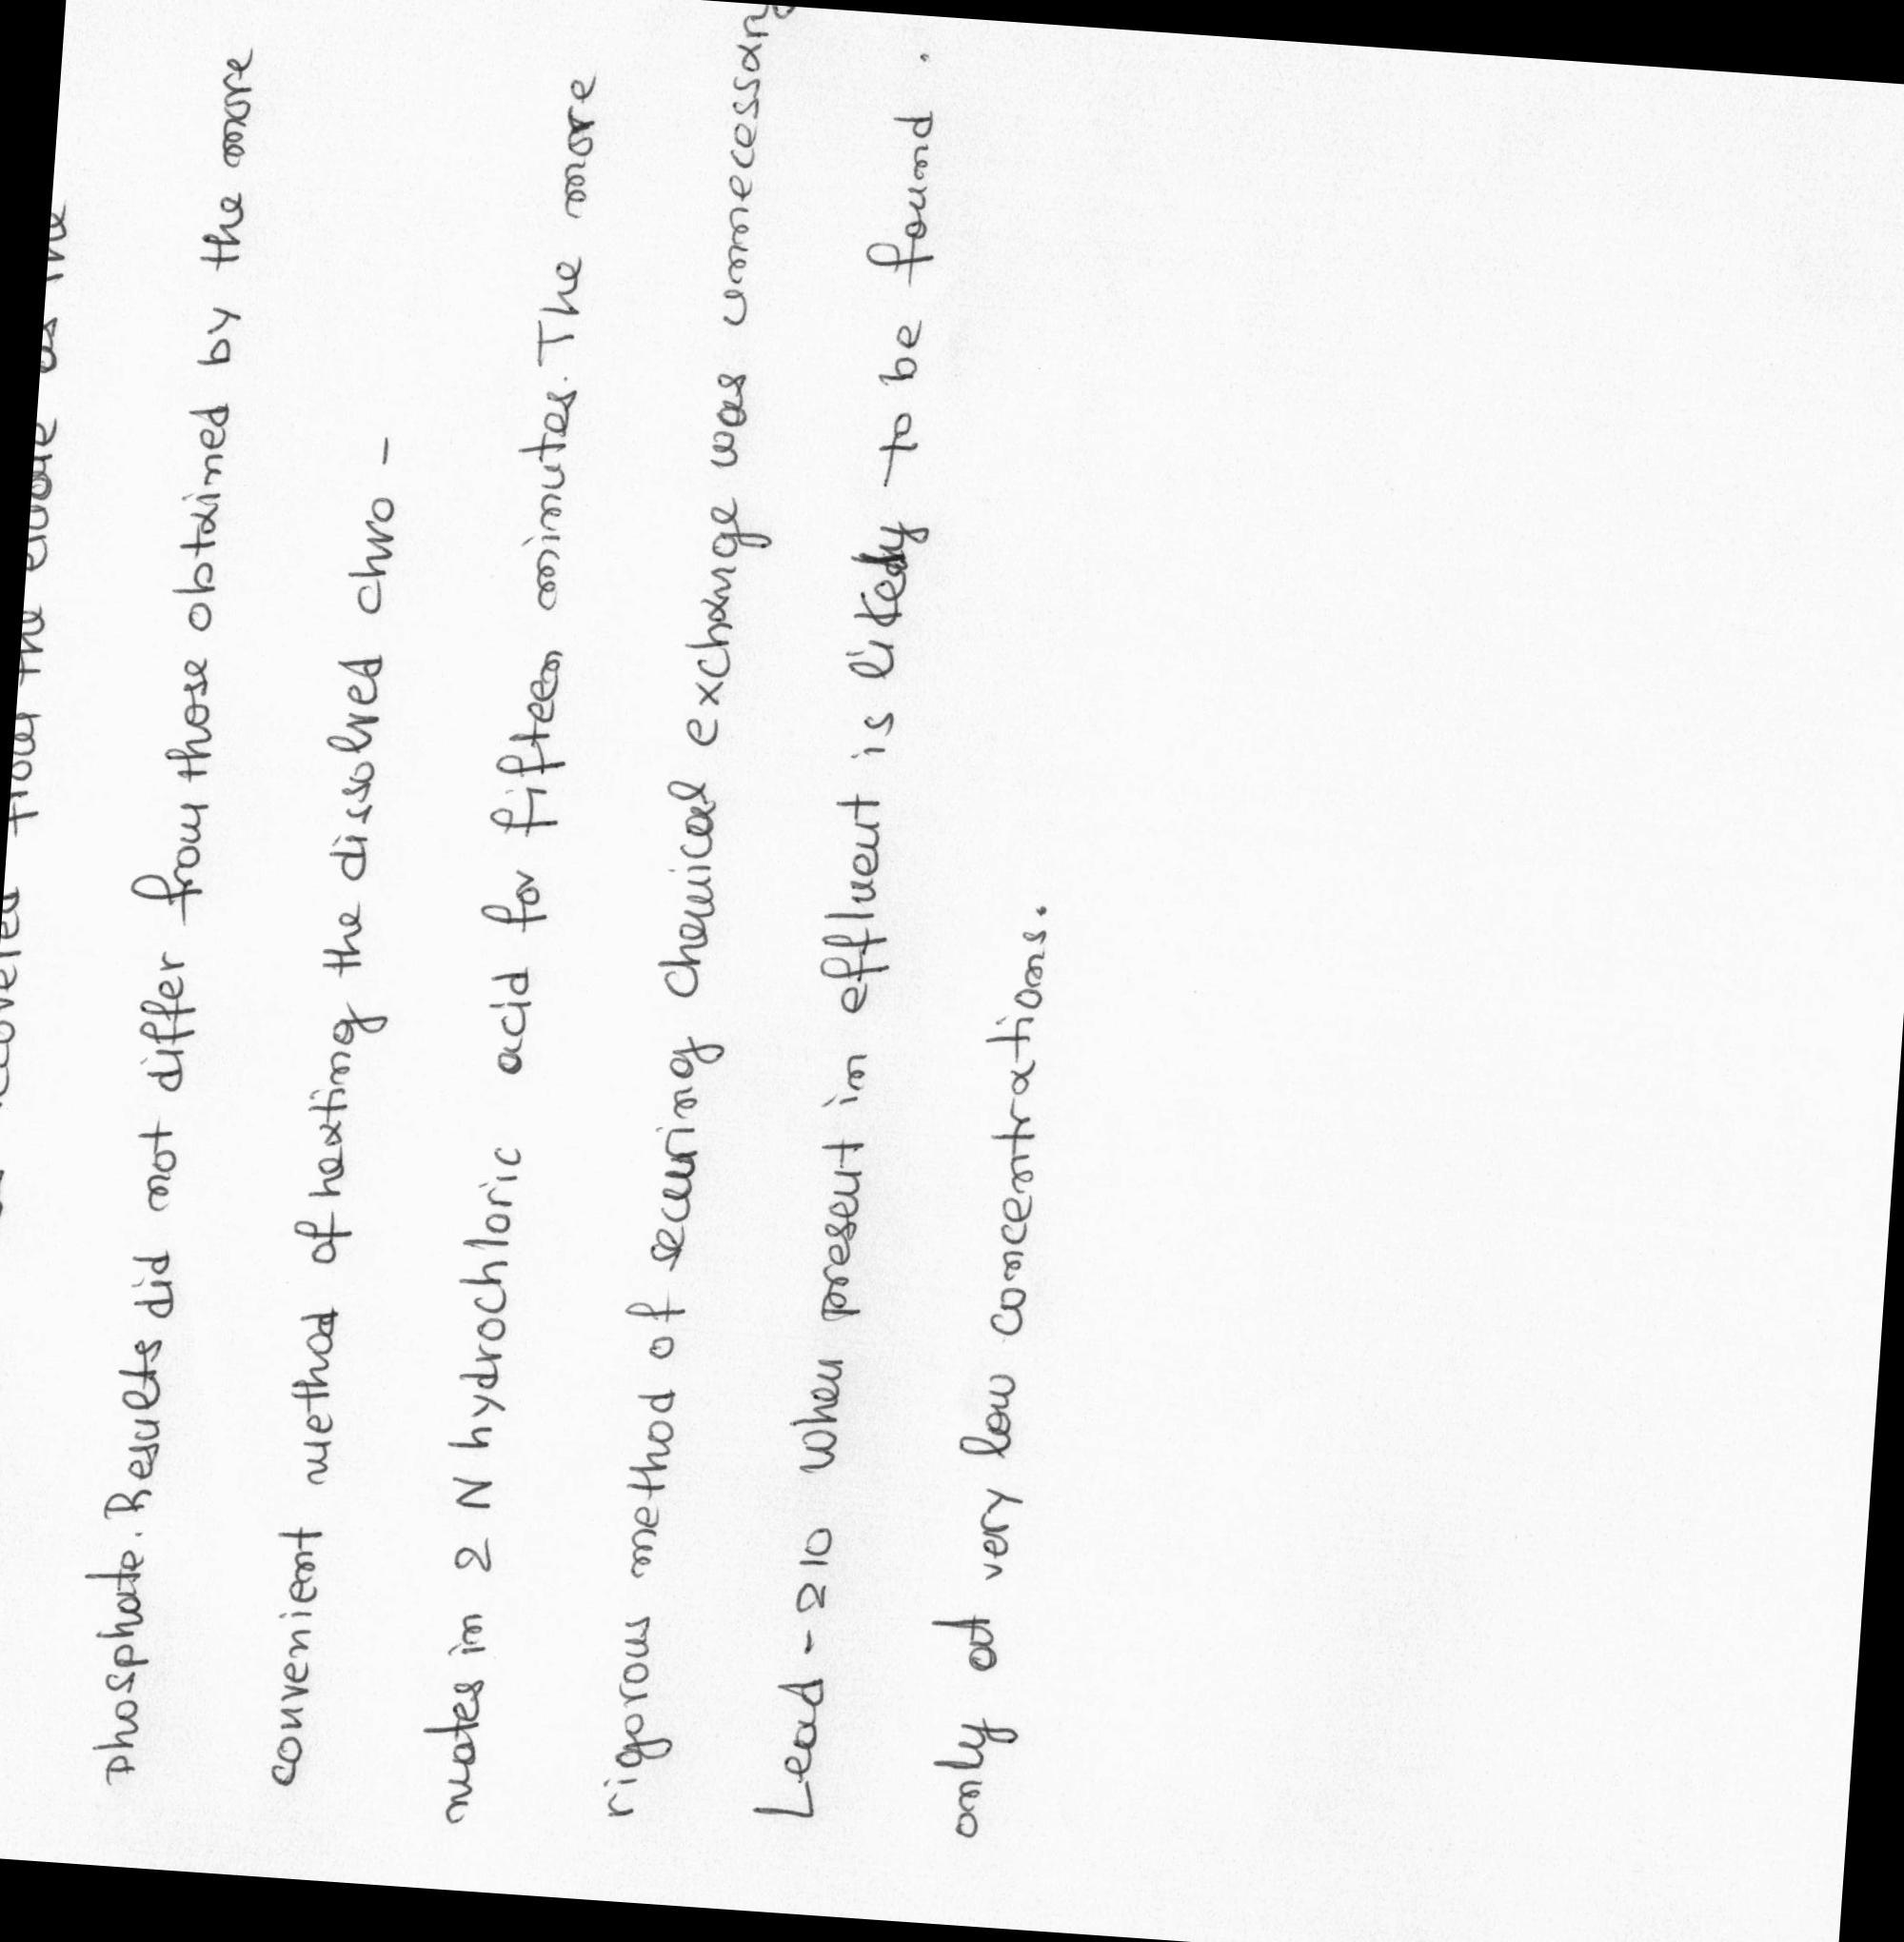 recovered from the eluate as the
phosphate. Results did not differ from those obtained by the more
convenient method of heating the dissolved chro -
mates in 2 N hydrochloric acid for fifteen minutes. The more
rigorous method of securing chemical exchange was unnecessary
Lead - 210 when present in effluent is likely to be found .
only at very low concentrations.